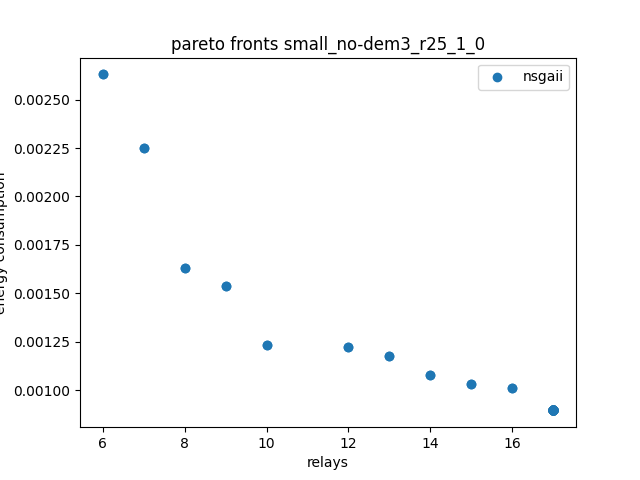 pareto fronts small_no-dem3_r25_1_0
nsgaii
0.00250
0.00225
0.00200
0.00175
0.00150
0.00125
0.00100
energy consumption
6 8 10 12 14 16
relays